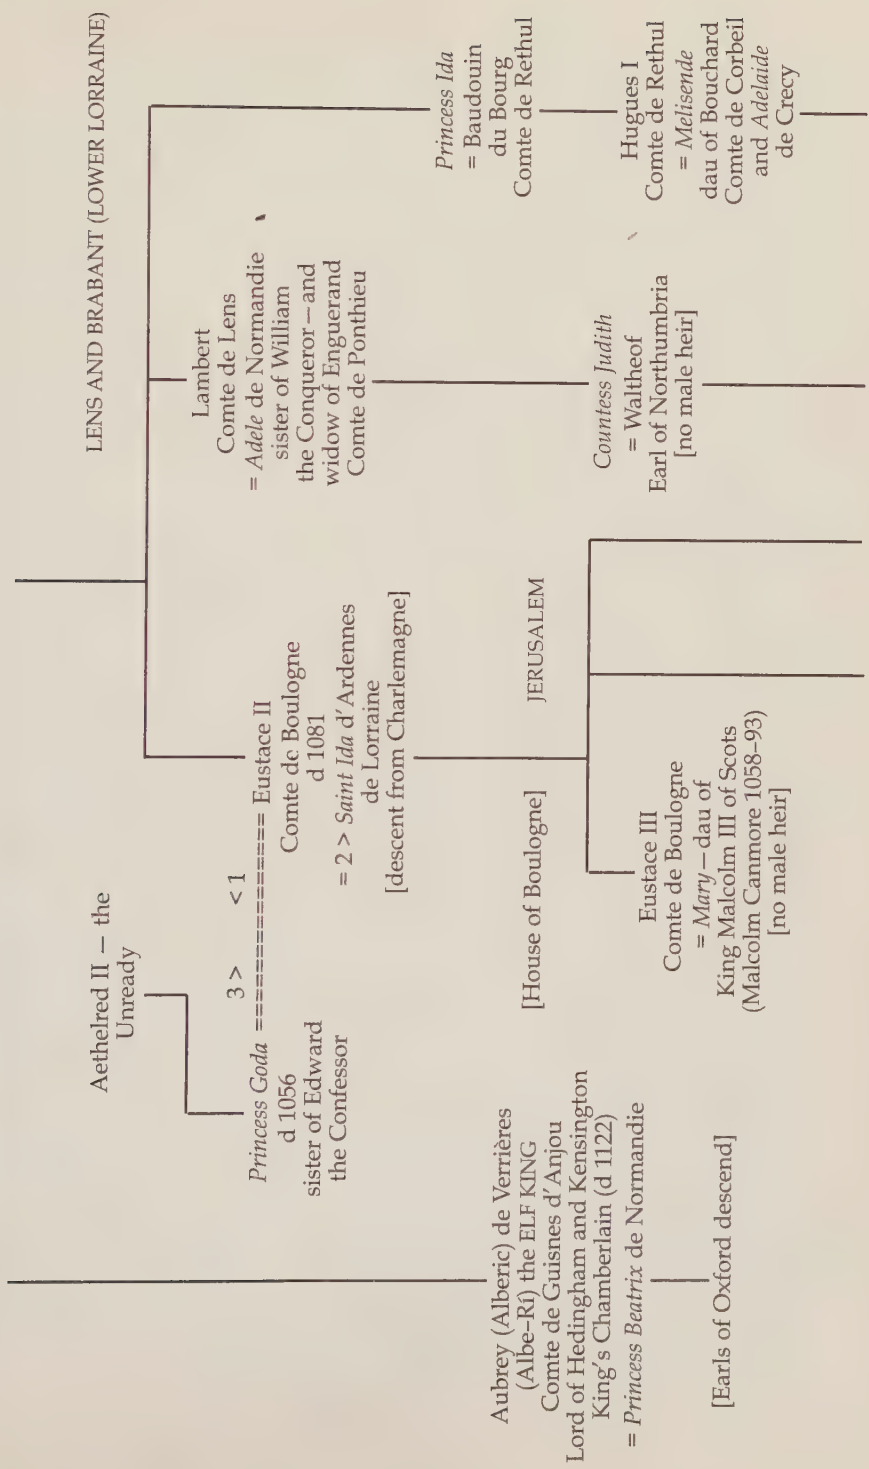 LENS AND BRABANT (LOWER LORRAINE)
Aethelred II — the
Unready
3 > < 1
Princess Goda ================ Eustace II
d 1056
sister of Edward
the Confessor
Comte de Boulogne
d 1081
= 2 > Saint Ida d'Ardennes
de Lorraine
[descent from Charlemagne]
Lambert
Comte de Lens
= Adele de Normandie
sister of William
the Conqueror—and
widow of Enguerand
Comte de Ponthieu
Princess Ida
= Baudouin
du Bourg
Comte de Rethul
Aubrey (Alberic) de Verrières
(Albe-Rí) the ELF KING
Comte de Guisnes d'Anjou
Lord of Hedingham and Kensington
King's Chamberlain (d 1122)
= Princess Beatrix de Normandie
[Earls of Oxford descend]
[House of Boulogne]
JERUSALEM
Eustace III
Comte de Boulogne
= Mary—dau of
King Malcolm III of Scots
(Malcolm Canmore 1058–93)
[no male heir]
Countess Judith
= Waltheof
Earl of Northumbria
[no male heir]
Hugues I
Comte de Rethul
= Melisende
dau of Bouchard
Comte de Corbeil
and Adelaide
de Crecy